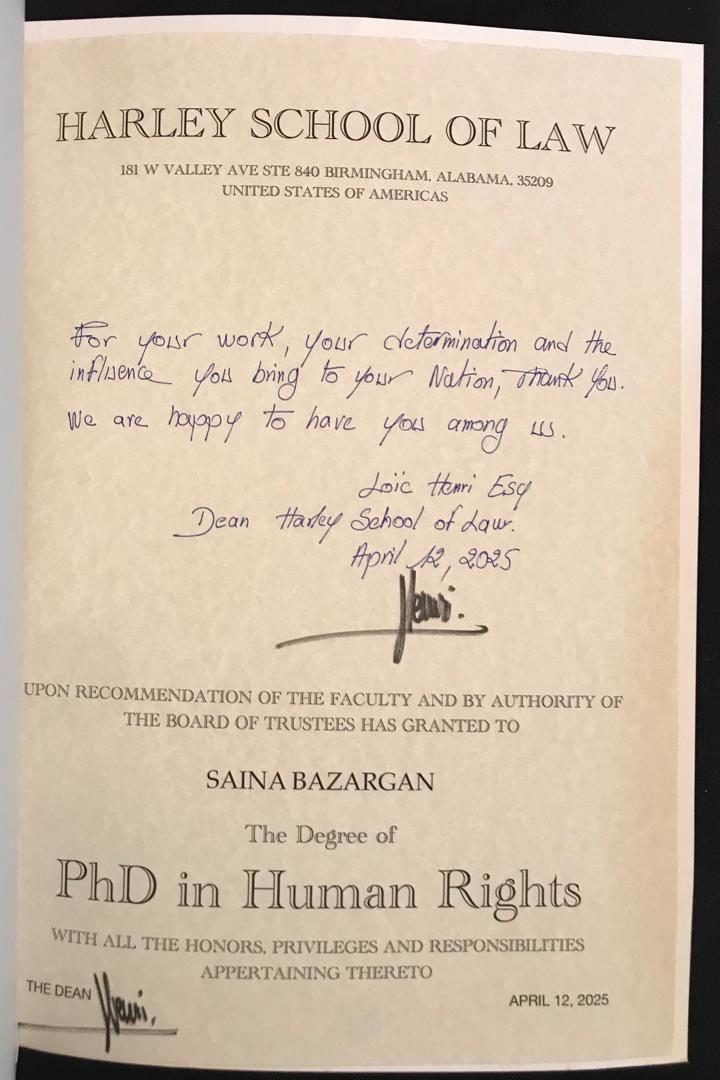 HARLEY SCHOOL OF LAW
181 W VALLEY AVE STE 840 BIRMINGHAM, ALABAMA, 35209
UNITED STATES OF AMERICAS
For your work, your determination and the
influence you bring to your Nation, Thank You.
We are happy to have you among us.
Loïc Henri Esq
Dean Harley School of Law.
April 12, 2025
Henri.
UPON RECOMMENDATION OF THE FACULTY AND BY AUTHORITY OF
THE BOARD OF TRUSTEES HAS GRANTED TO
SAINA BAZARGAN
The Degree of
PhD in Human Rights
WITH ALL THE HONORS, PRIVILEGES AND RESPONSIBILITIES
APPERTAINING THERETO
THE DEAN Henri.
APRIL 12, 2025